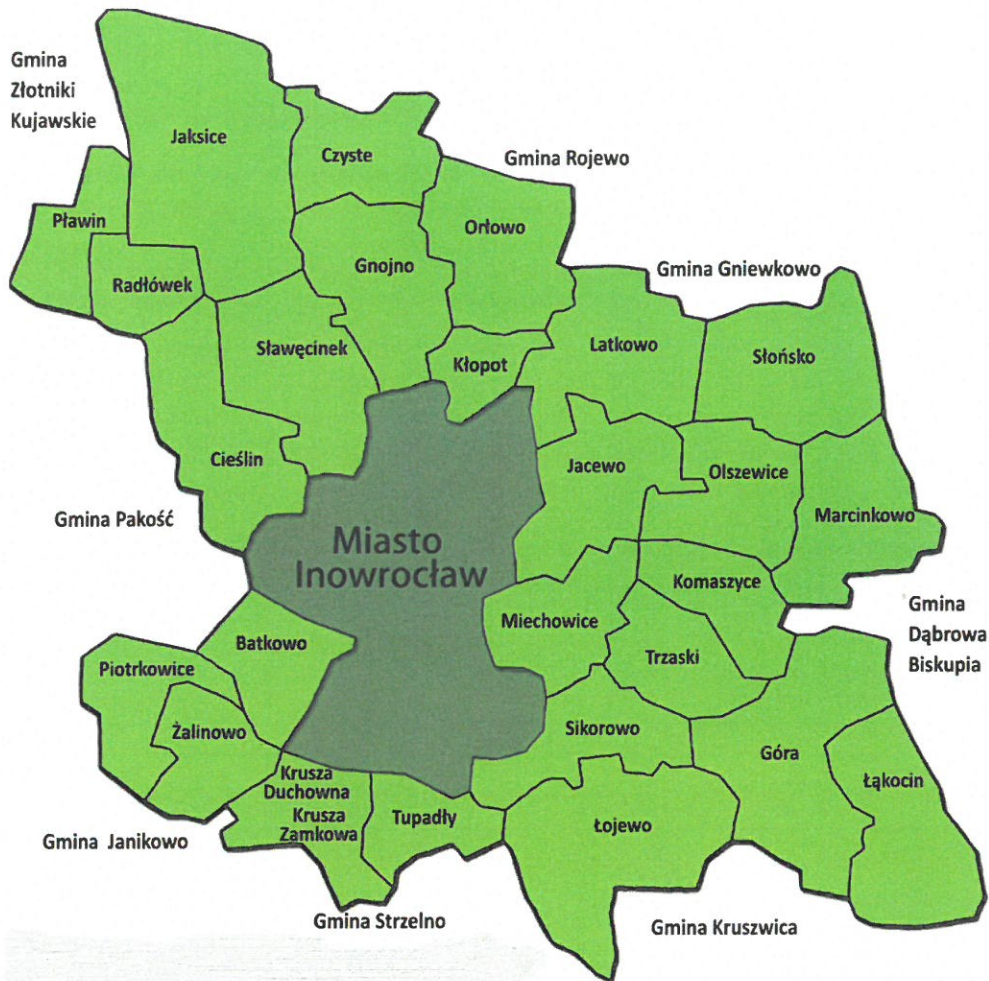 Gmina
Złotniki
Kujawskie
Jaksice
Czyste
Gmina Rojewo
Pławin
Orłowo
Gnojno
Gmina Gniewkowo
Radłówek
Sławęcinek
Kłopot
Latkowo
Słońsko
Cieślin
Jacewo
Olszewice
Gmina Pakość
Marcinkowo
Miasto
Inowrocław
Komaszyce
Gmina
Dąbrowa
Biskupia
Miechowice
Batkowo
Trzaski
Piotrkowice
Żalinowo
Sikorowo
Góra
Łąkocin
Krusza
Duchowna
Krusza
Zamkowa
Tupadły
Łojewo
Gmina Janikowo
Gmina Strzelno
Gmina Kruszwica